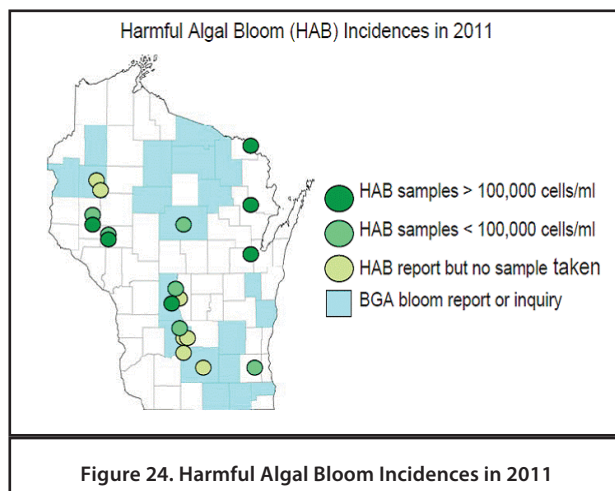 Harmful Algal Bloom (HAB) Incidences in 2011
HAB samples > 100,000 cells/ml
HAB samples < 100,000 cells/ml
HAB report but no sample taken
BGA bloom report or inquiry
Figure 24. Harmful Algal Bloom Incidences in 2011